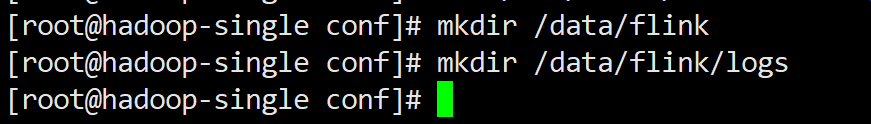 [root@hadoop-single conf]# mkdir /data/flink
[root@hadoop-single conf]# mkdir /data/flink/logs
[root@hadoop-single conf]#